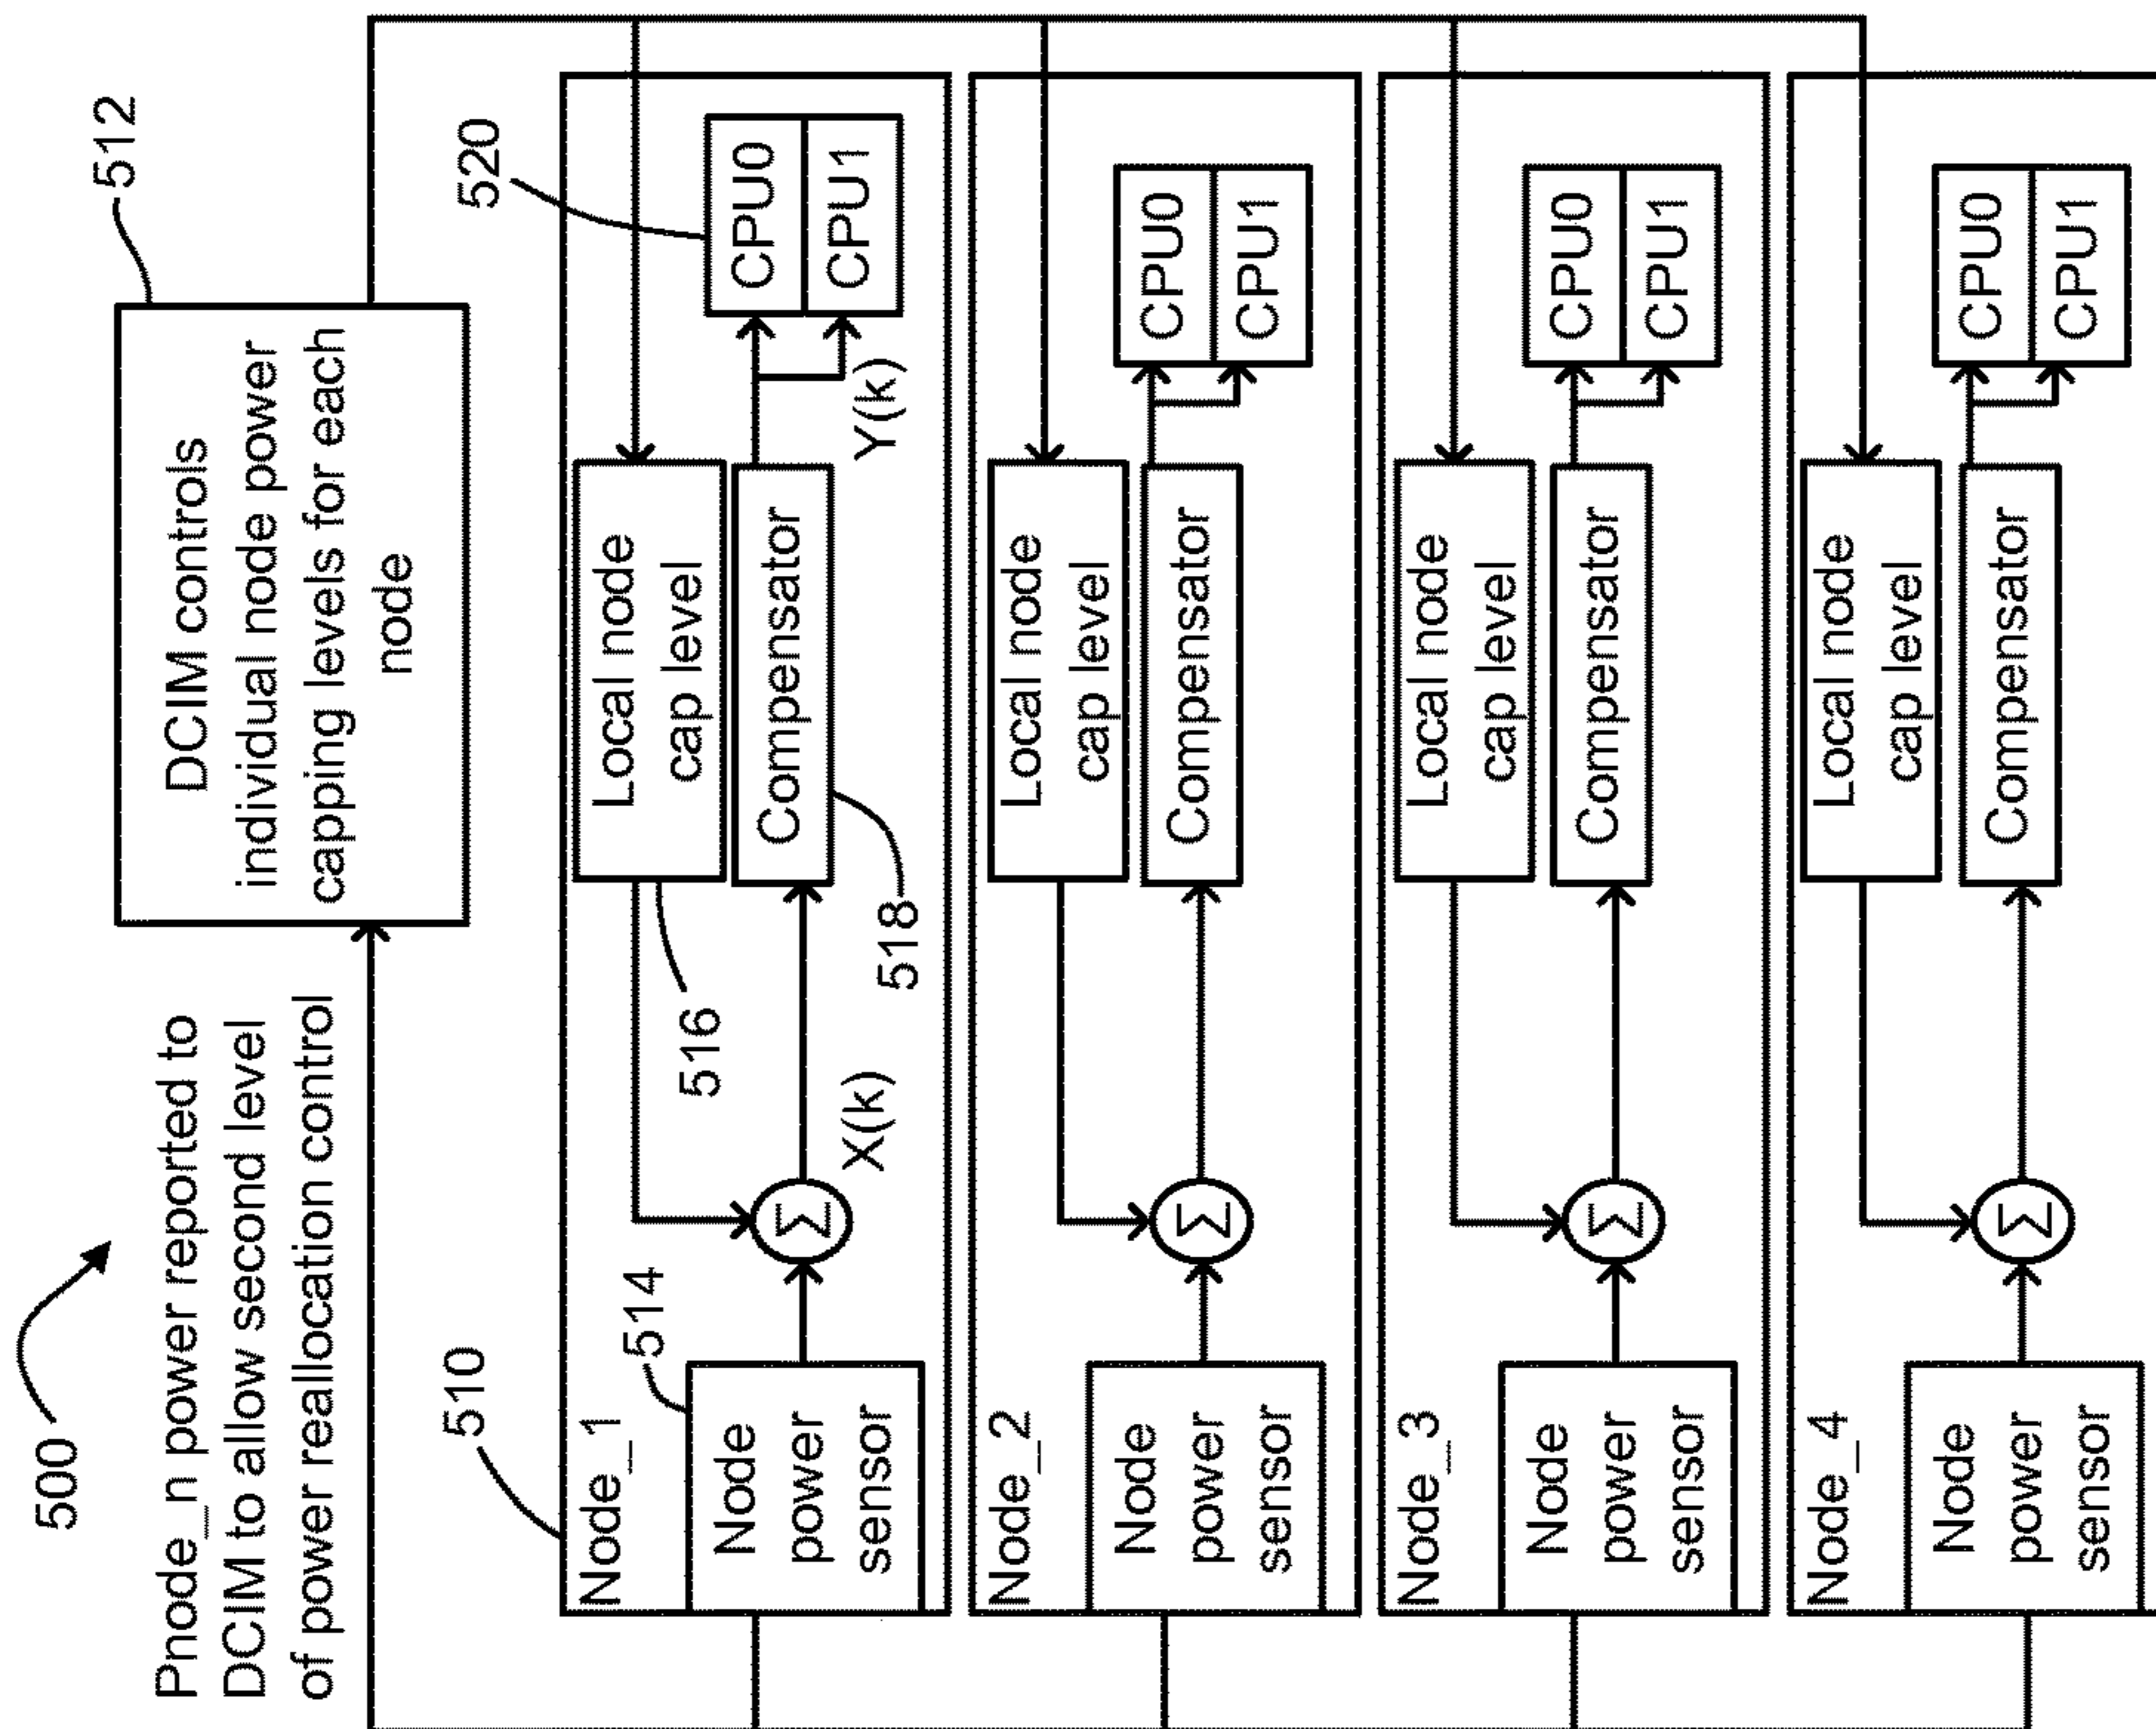 500
Pnode_n power reported to
DCIM to allow second level
of power reallocation control
DCIM controls
individual node power
capping levels for each
node
512
510
Node_1
514
Node
power
sensor
Σ
X(k)
516
Local node
cap level
Compensator
518
Y(k)
520
CPU0
CPU1
Node_2
Node
power
sensor
Σ
Local node
cap level
Compensator
CPU0
CPU1
Node_3
Node
power
sensor
Σ
Local node
cap level
Compensator
CPU0
CPU1
Node_4
Node
power
sensor
Σ
Local node
cap level
Compensator
CPU0
CPU1